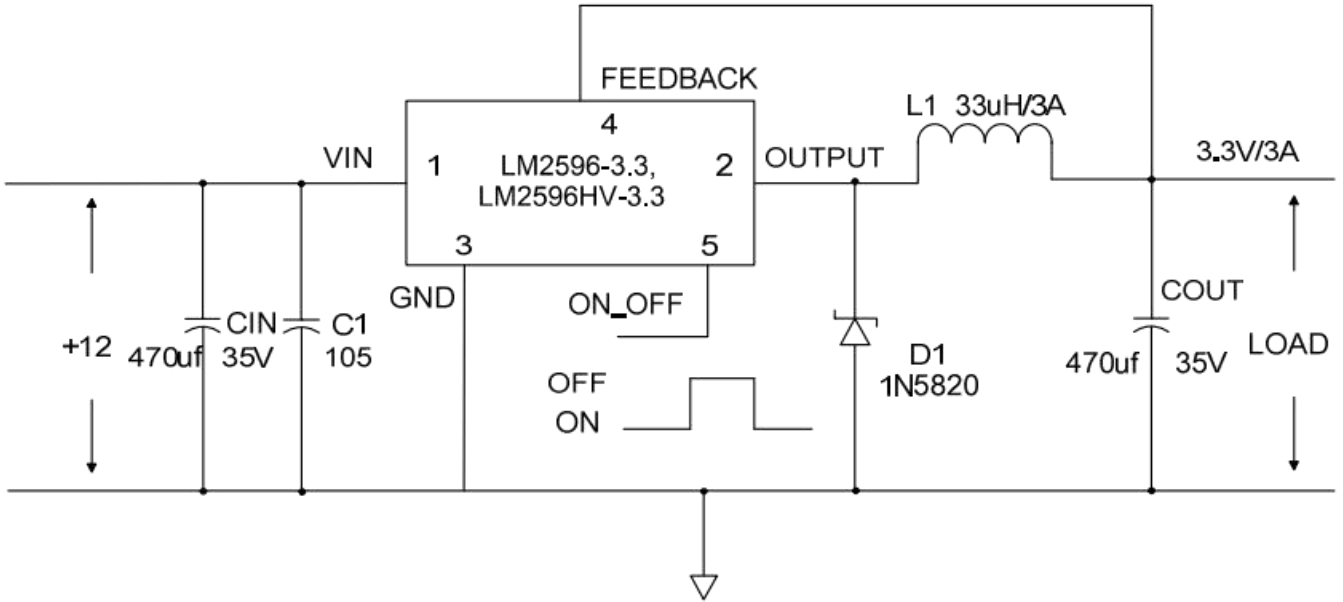 FEEDBACK
L1 33uH/3A
4
VIN
1
LM2596-3.3,
LM2596HV-3.3
2
OUTPUT
3.3V/3A
3
5
GND
ON_OFF
COUT
CIN
C1
+12
470uf 35V
105
D1
1N5820
470uf 35V
LOAD
OFF
ON